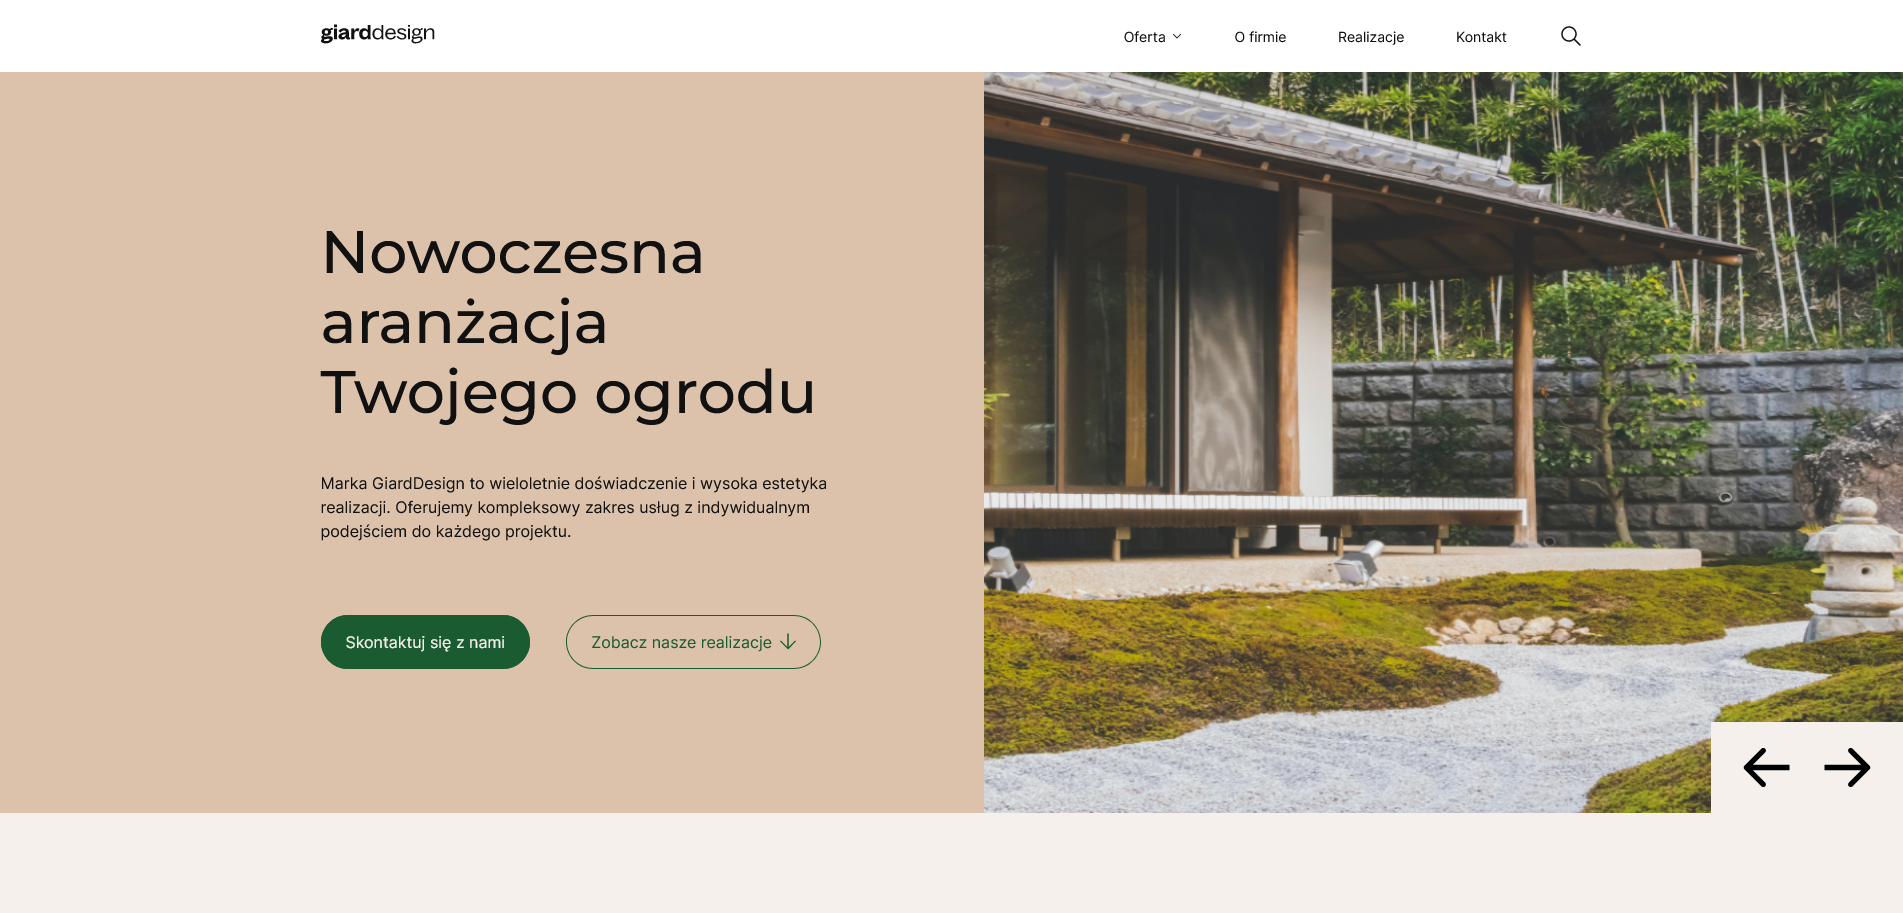 giarddesign
Oferta
O firmie
Realizacje
Kontakt
Nowoczesna
aranżacja
Twojego ogrodu
Marka GiardDesign to wieloletnie doświadczenie i wysoka estetyka
realizacji. Oferujemy kompleksowy zakres usług z indywidualnym
podejściem do każdego projektu.
Skontaktuj się z nami
Zobacz nasze realizacje